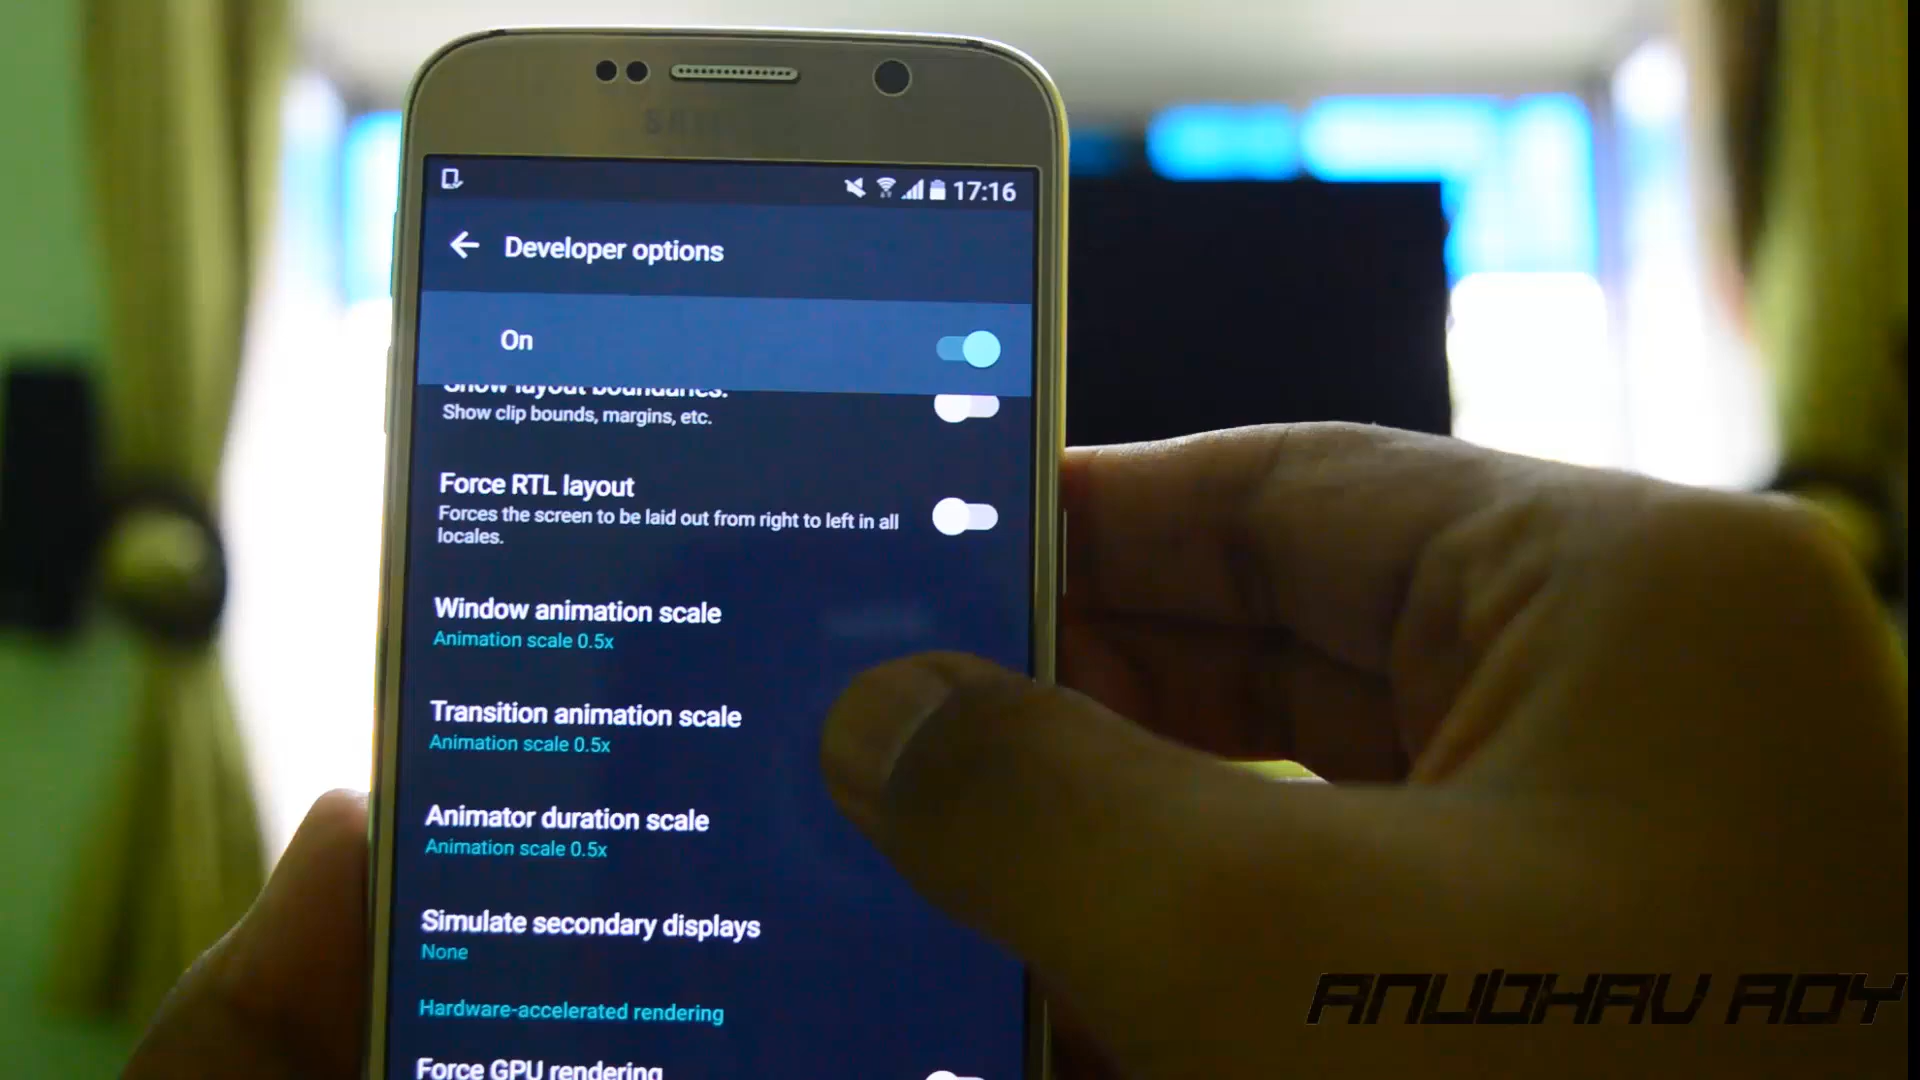 17:16
Developer options
On
Show layout boundaries.
Show clip bounds, margins, etc.
Force RTL layout
Forces the screen to be laid out from right to left in all
locales.
Window animation scale
Animation scale 0.5x
Transition animation scale
Animation scale 0.5x
Animator duration scale
Animation scale 0.5x
Simulate secondary displays
None
Hardware-accelerated rendering
Force GPU rendering
ANUBHAV ROY